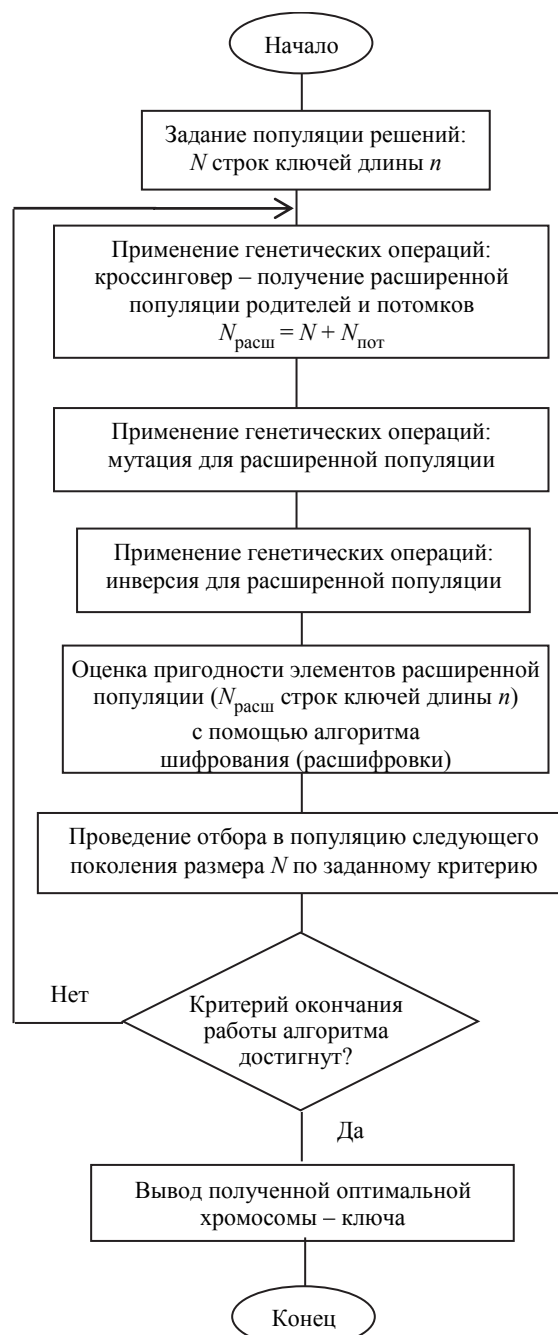 Начало
Задание популяции решений:
N строк ключей длины n
Применение генетических операций:
кроссинговер – получение расширенной
популяции родителей и потомков
Nрасш = N + Nпот
Применение генетических операций:
мутация для расширенной популяции
Применение генетических операций:
инверсия для расширенной популяции
Оценка пригодности элементов расширенной
популяции (Nрасш строк ключей длины n)
с помощью алгоритма
шифрования (расшифровки)
Проведение отбора в популяцию следующего
поколения размера N по заданному критерию
Нет
Критерий окончания
работы алгоритма
достигнут?
Да
Вывод полученной оптимальной
хромосомы – ключа
Конец